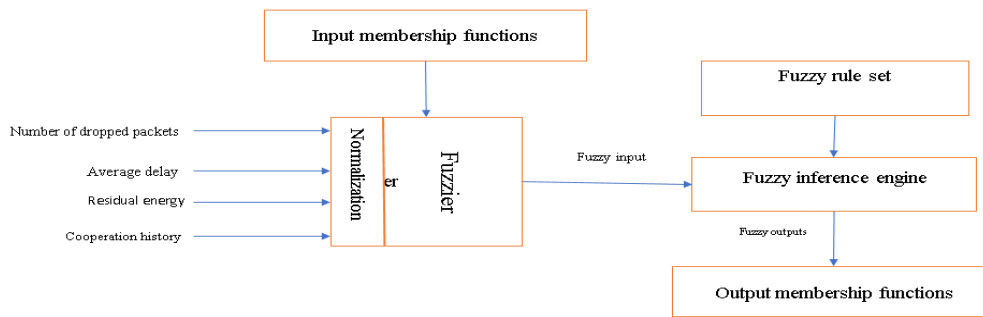 Input membership functions
Fuzzy rule set
Number of dropped packets
Average delay
Residual energy
Cooperation history
Normalization
er
Fuzzier
Fuzzy input
Fuzzy inference engine
Fuzzy outputs
Output membership functions